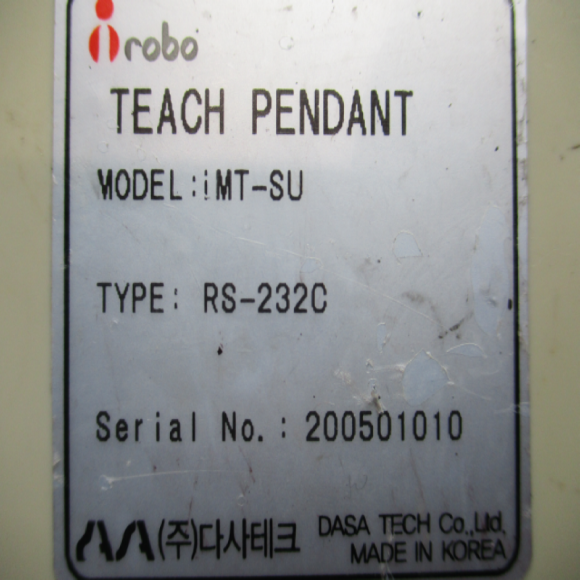 i robo
TEACH PENDANT
MODEL:iMT-SU
TYPE: RS-232C
Serial No.: 200501010
(주)다사테크 DASA TECH Co.,Ltd.
MADE IN KOREA